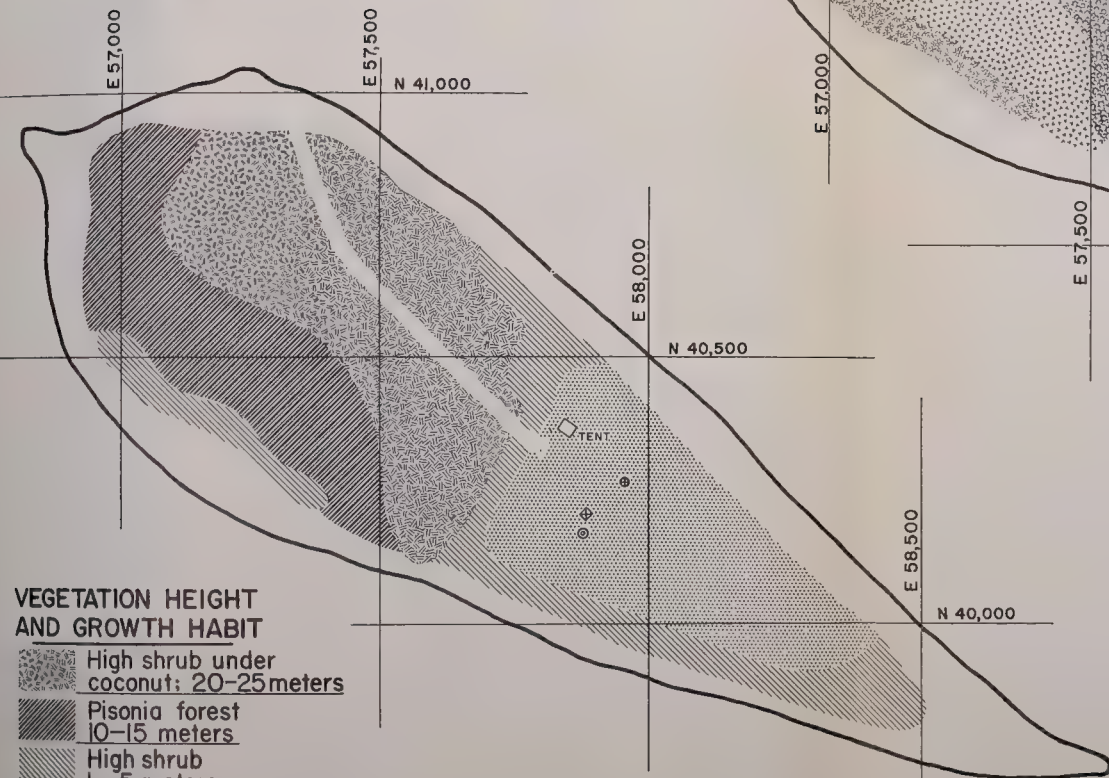 E 57,000
E 57,500
N 41,000
E 57,000
E 57,500
E 58,000
N 40,500
TENT
E 58,500
N 40,000
VEGETATION HEIGHT
AND GROWTH HABIT
High shrub under
coconut: 20-25 meters
Pisonia forest
10-15 meters
High shrub